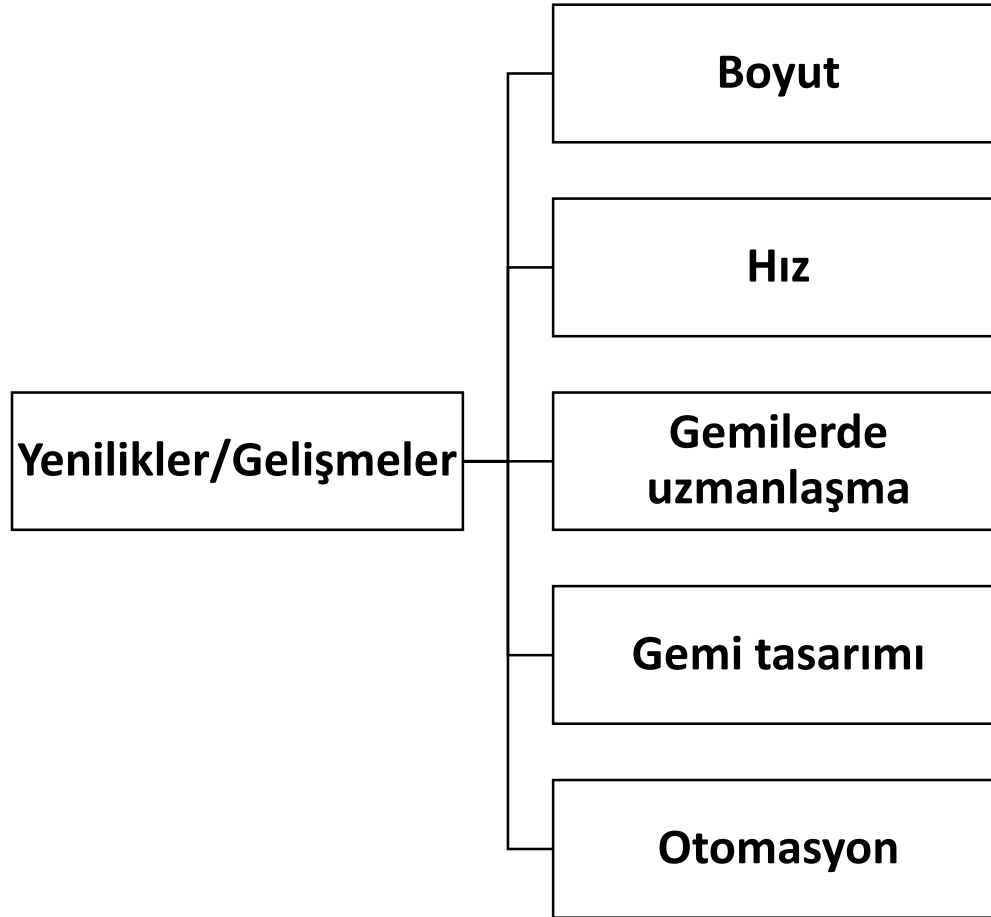 Boyut
Hız
Yenilikler/Gelişmeler
Gemilerde
uzmanlaşma
Gemi tasarımı
Otomasyon